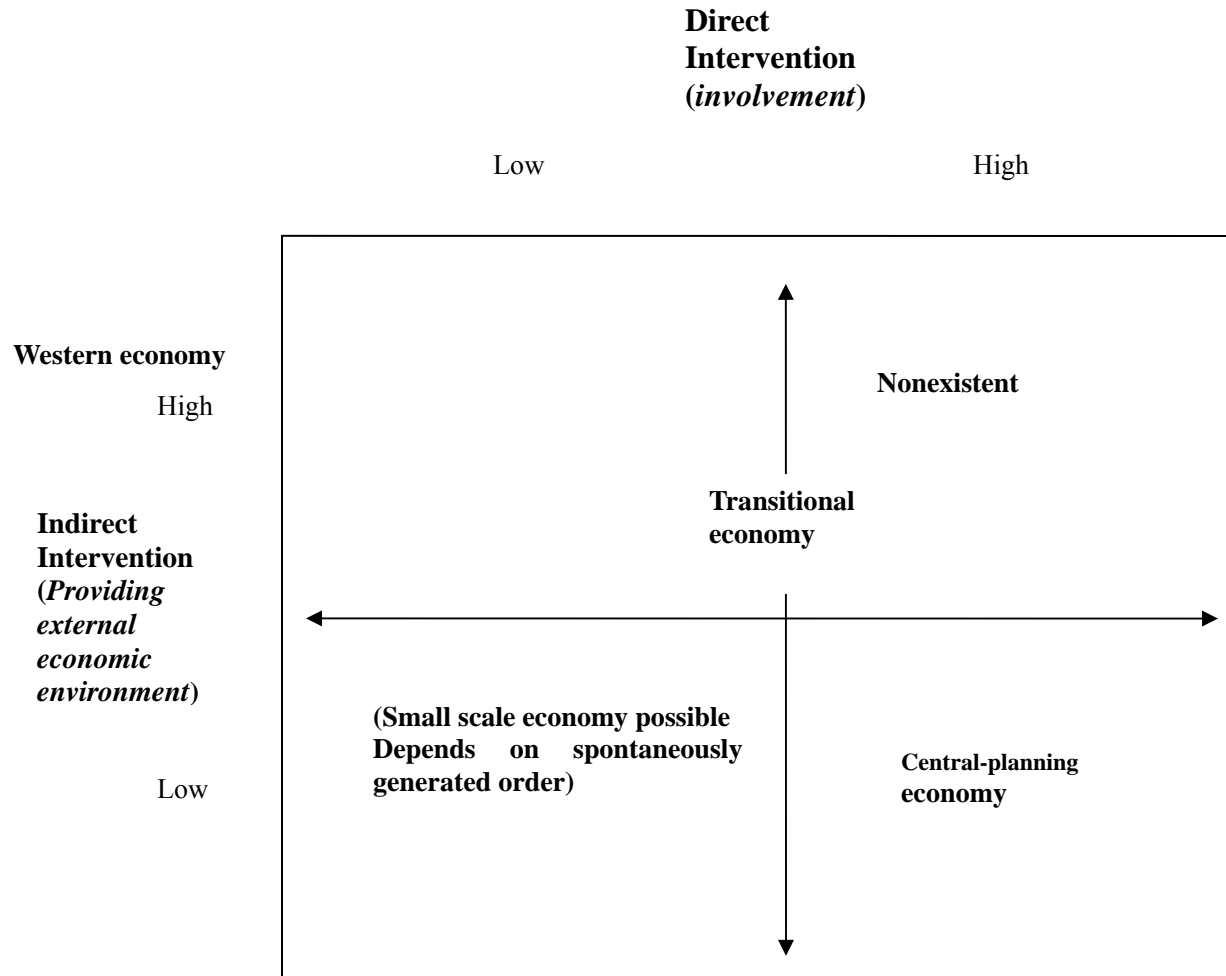 Direct
Intervention
(involvement)
Low High
Western economy
High
Nonexistent
Transitional
economy
Indirect
Intervention
(Providing
external
economic
environment)
(Small scale economy possible
Depends on spontaneously
generated order)
Central-planning
economy
Low